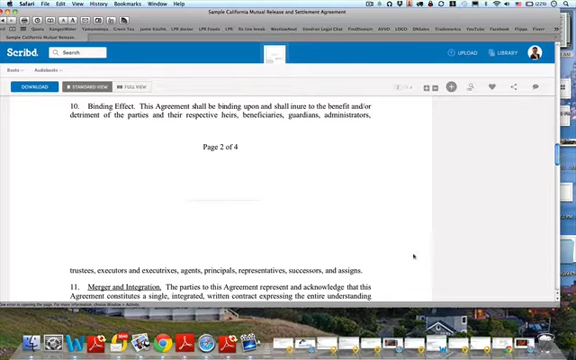 Safari File Edit View History Bookmarks Window Help
Sample California Mutual Release and Settlement Agreement
Sample California Mutual Release
Scribd.
Search
UPLOAD
LIBRARY
Books
Audiobooks
DOWNLOAD
STANDARD VIEW
FULL VIEW
10. Binding Effect. This Agreement shall be binding upon and shall inure to the benefit and/or
detriment of the parties and their respective heirs, beneficiaries, guardians, administrators,
Page 2 of 4
trustees, executors and executrixes, agents, principals, representatives, successors, and assigns.
11. Merger and Integration. The parties to this Agreement represent and acknowledge that this
Agreement constitutes a single, integrated, written contract expressing the entire understanding